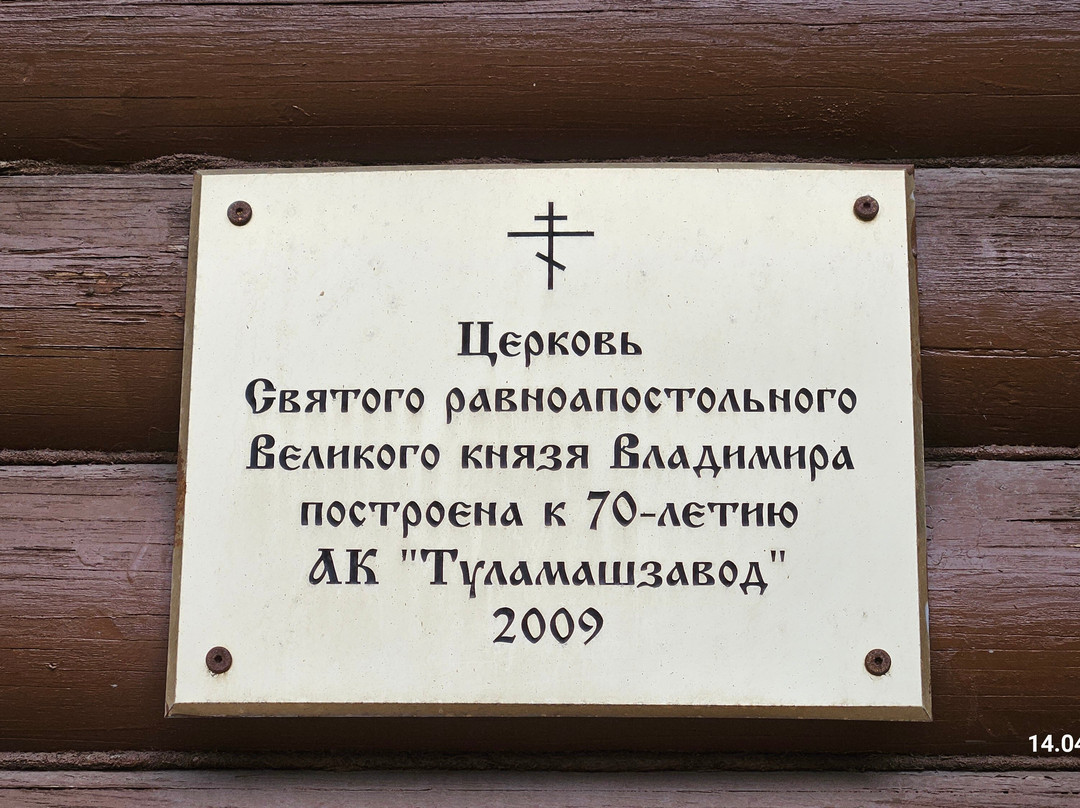 Церковь
Святого равноапостольного
Великого князя Владимира
построена к 70-летию
АК "Туламашзавод"
2009
14.04